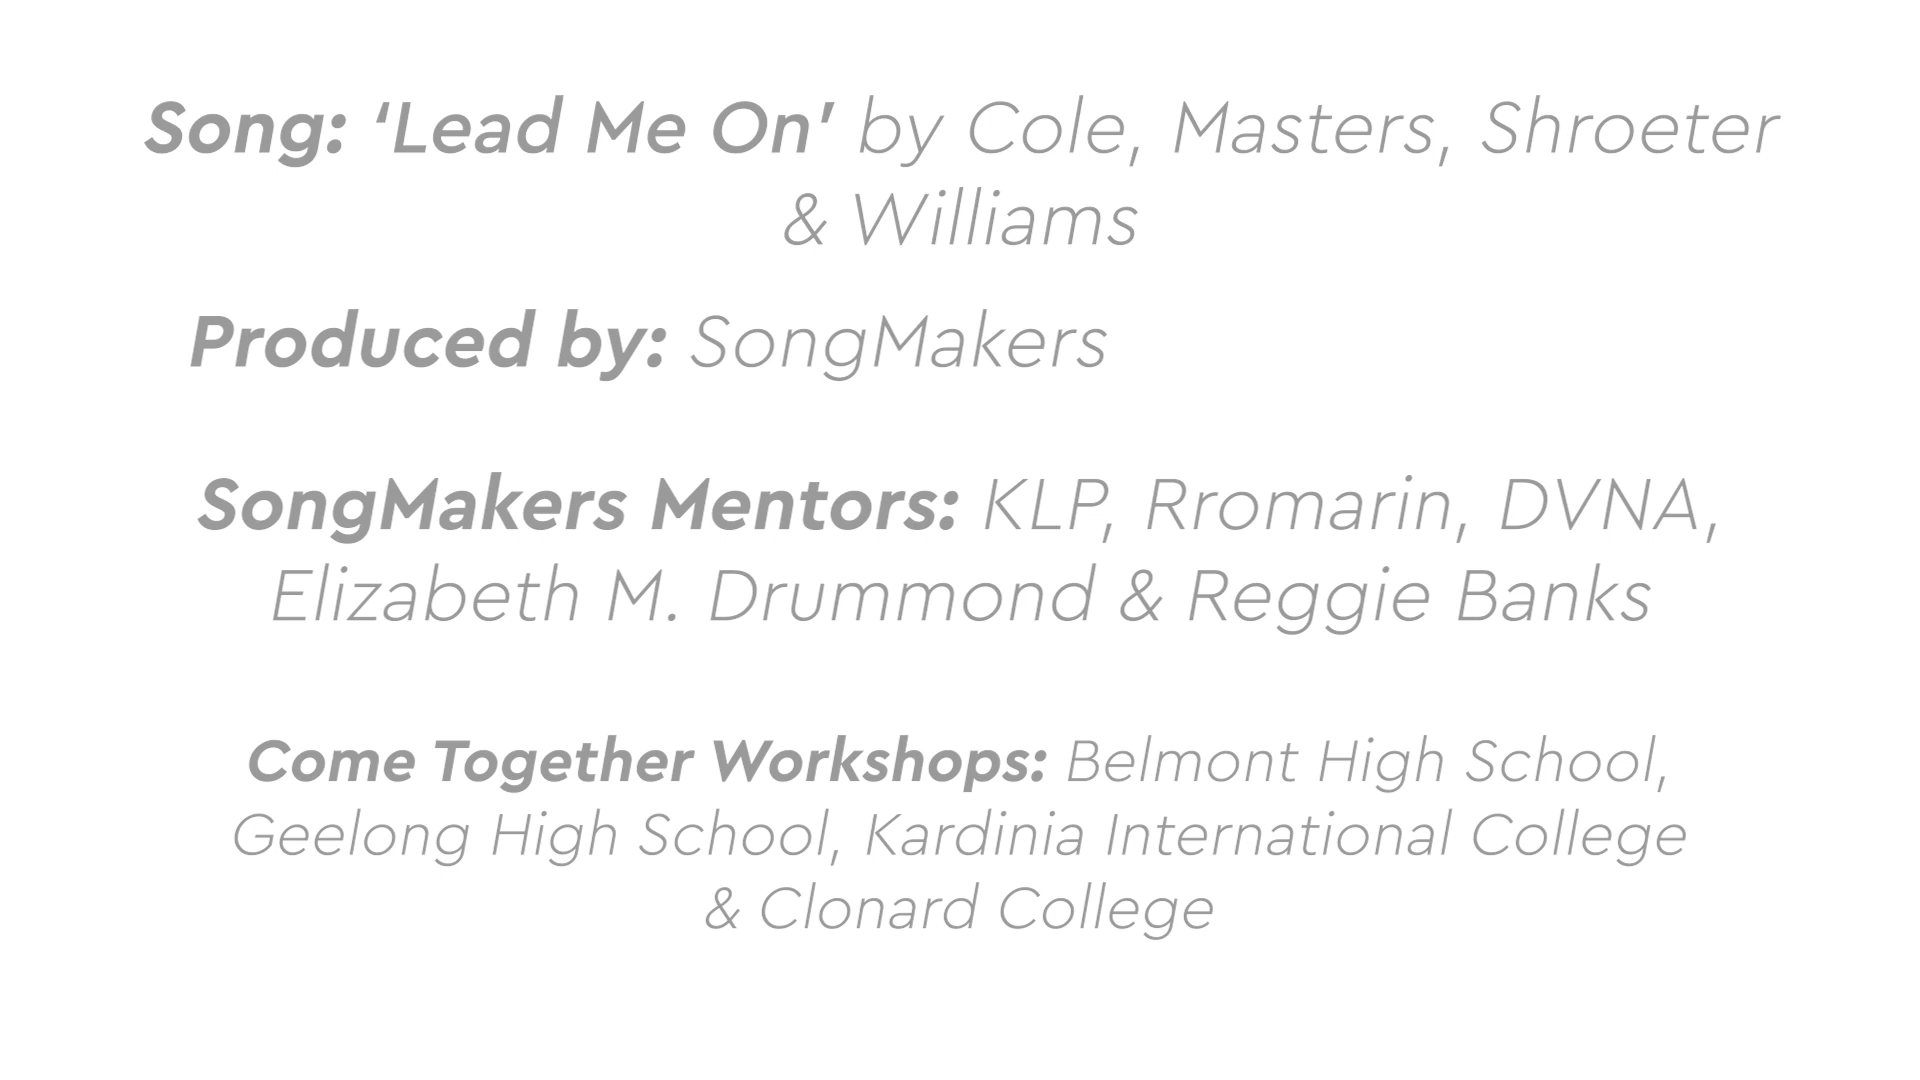 Song: ‘Lead Me On’ by Cole, Masters, Shroeter
& Williams
Produced by: SongMakers
SongMakers Mentors: KLP, Rromarin, DVNA,
Elizabeth M. Drummond & Reggie Banks
Come Together Workshops: Belmont High School,
Geelong High School, Kardinia International College
& Clonard College